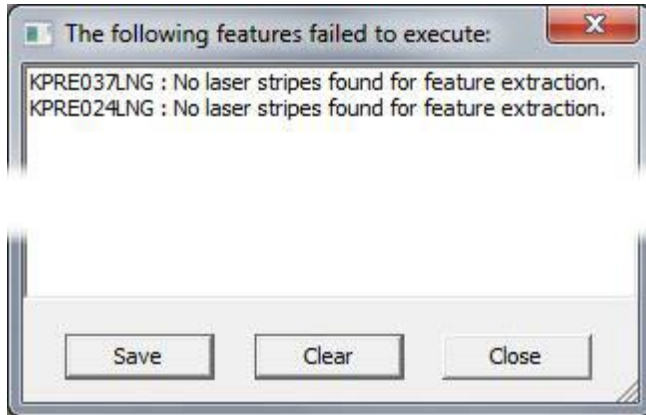 The following features failed to execute:
KPRE037LNG : No laser stripes found for feature extraction.
KPRE024LNG : No laser stripes found for feature extraction.
Save
Clear
Close